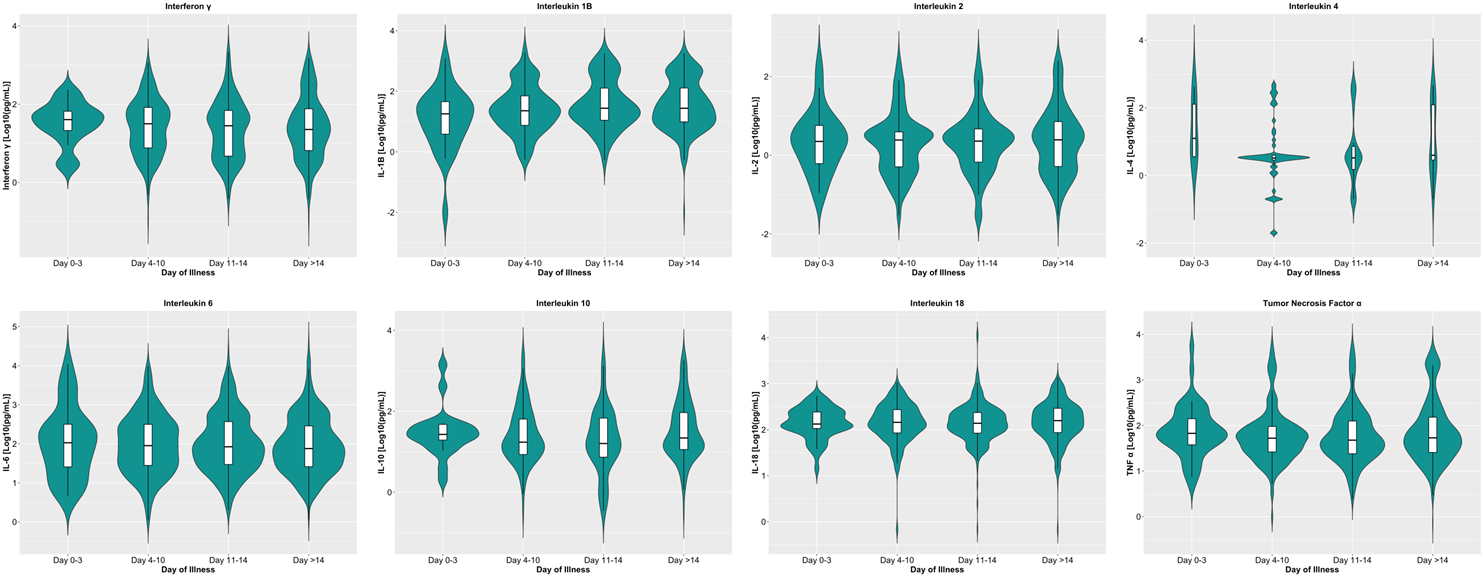 Interferon γ
Interferon γ [Log10(pg/mL)]
4
2
0
Day 0-3 Day 4-10 Day 11-14 Day >14
Day of Illness
Interleukin 1B
IL-1B [Log10(pg/mL)]
4
2
0
-2
Day 0-3 Day 4-10 Day 11-14 Day >14
Day of Illness
Interleukin 2
IL-2 [Log10(pg/mL)]
2
0
-2
Day 0-3 Day 4-10 Day 11-14 Day >14
Day of Illness
Interleukin 4
IL-4 [Log10(pg/mL)]
4
2
0
-2
Day 0-3 Day 4-10 Day 11-14 Day >14
Day of Illness
Interleukin 6
IL-6 [Log10(pg/mL)]
5
4
3
2
1
0
Day 0-3 Day 4-10 Day 11-14 Day >14
Day of Illness
Interleukin 10
IL-10 [Log10(pg/mL)]
4
2
0
Day 0-3 Day 4-10 Day 11-14 Day >14
Day of Illness
Interleukin 18
IL-18 [Log10(pg/mL)]
4
3
2
1
0
Day 0-3 Day 4-10 Day 11-14 Day >14
Day of Illness
Tumor Necrosis Factor α
TNF α [Log10(pg/mL)]
4
3
2
1
0
Day 0-3 Day 4-10 Day 11-14 Day >14
Day of Illness